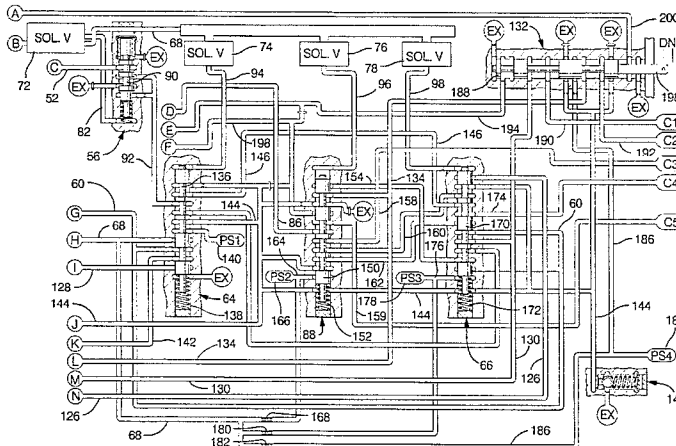 A
B
SOL. V
72
82
C
52
EX
90
EX
56
92
68
SOL. V
74
SOL. V
76
SOL. V
78
94
96
98
132
EX
EX
EX
200
DN
198
188
EX
D
E
F
198
146
194
190
192
C1
C2
C3
C4
C5
146
60
G
68
H
I
128
136
144
PS1
140
EX
64
138
86
154
134
158
EX
160
164
PS2
166
150
162
88
152
159
178
PS3
176
144
174
170
60
172
66
186
144
144
J
K
142
L
134
M
130
N
126
130
126
PS4
18
14
EX
68
168
180
182
186